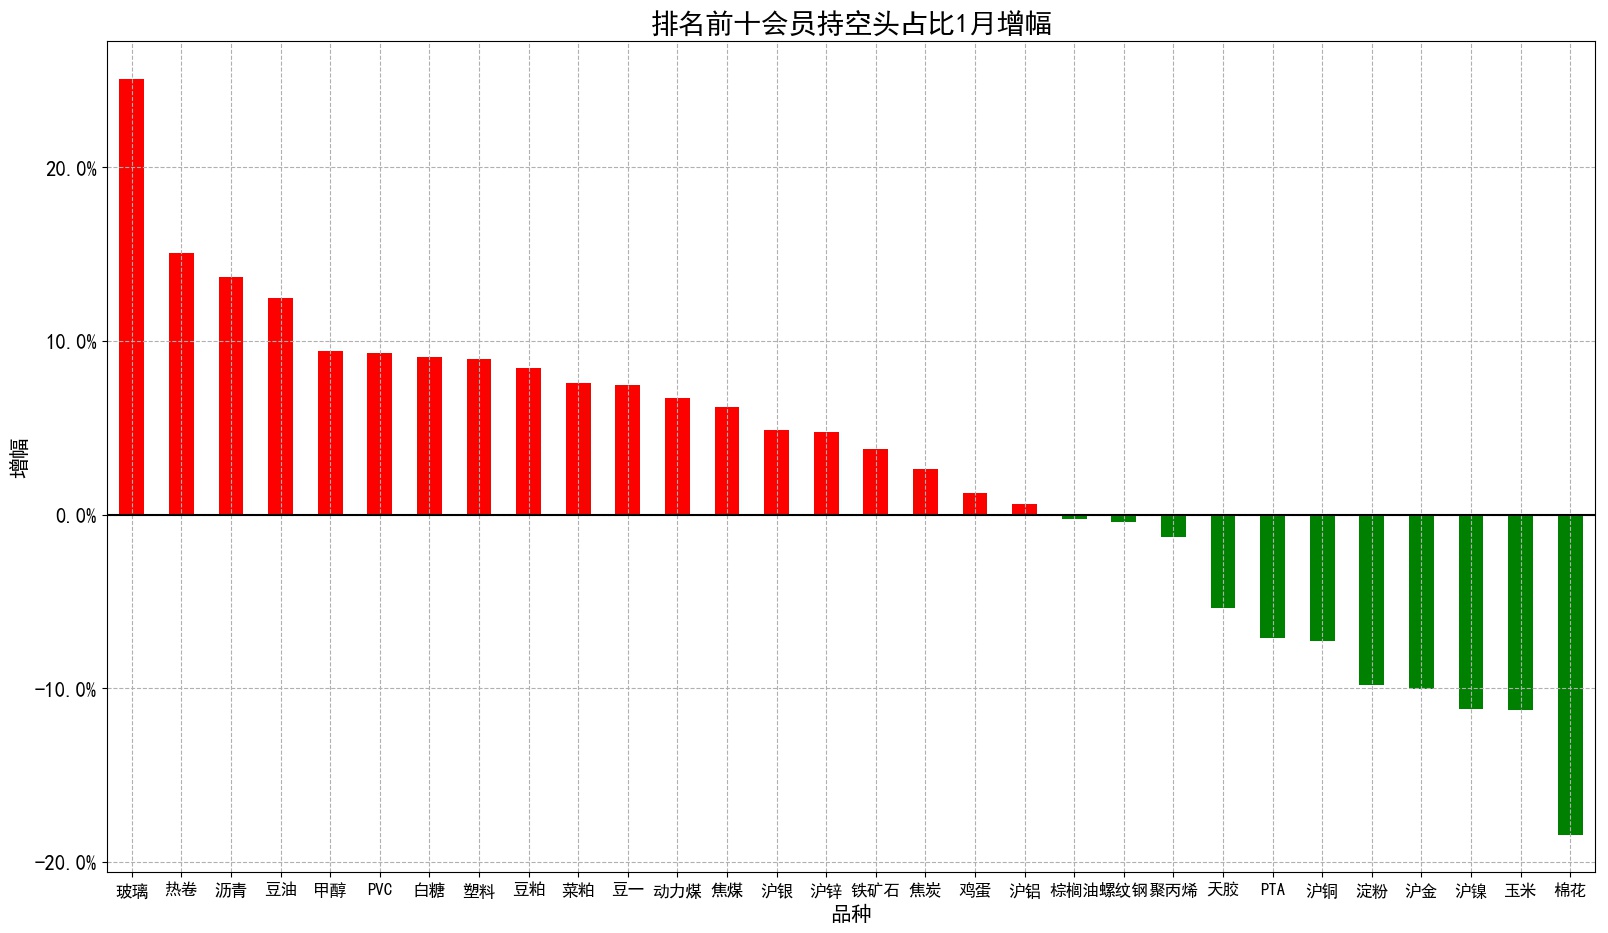 排名前十会员持空头占比1月增幅
增幅
20.0%
10.0%
0.0%
−10.0%
−20.0%
玻璃 热卷 沥青 豆油 甲醇 PVC 白糖 塑料 豆粕 菜粕 豆一 动力煤 焦煤 沪银 沪锌 铁矿石 焦炭 鸡蛋 沪铝 棕榈油 螺纹钢 聚丙烯 天胶 PTA 沪铜 淀粉 沪金 沪镍 玉米 棉花
品种